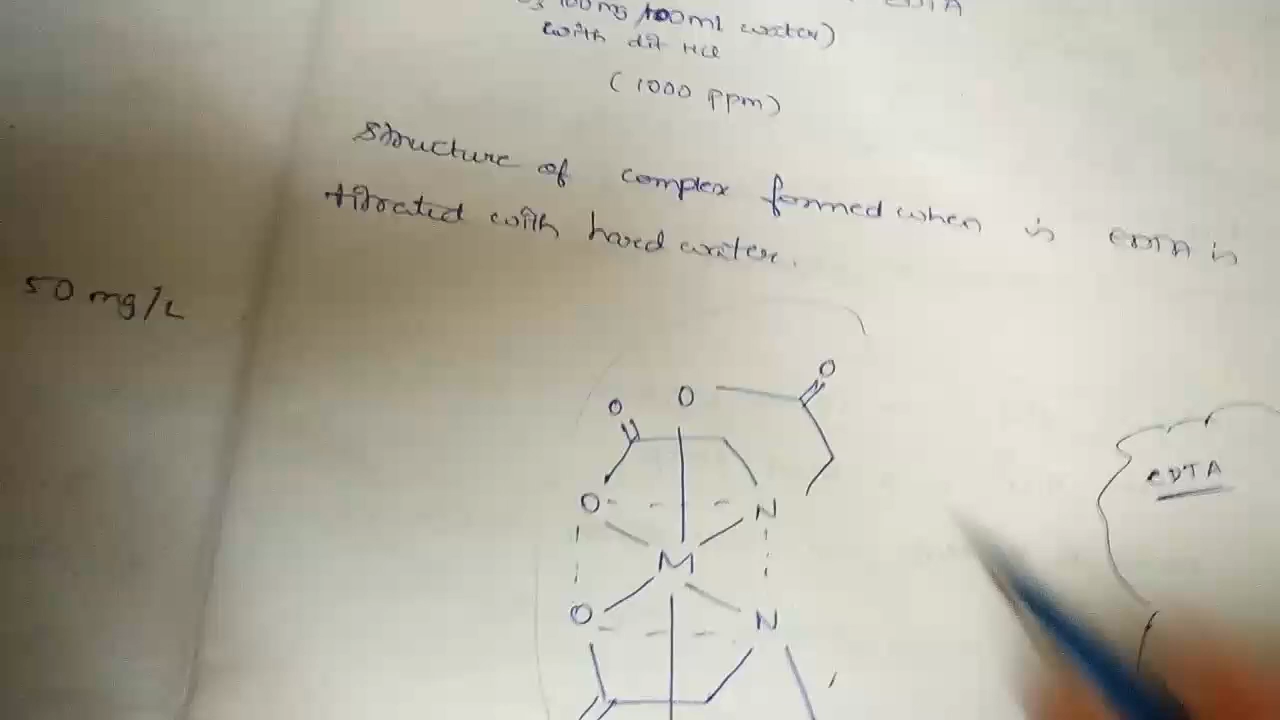 EDTA
100mg/100ml water)
with dil HCl
(1000 ppm)
Structure of complex formed when is EDTA is
titrated with hard water.
50 mg/L
O
O
O
O
N
M
O
N
EDTA